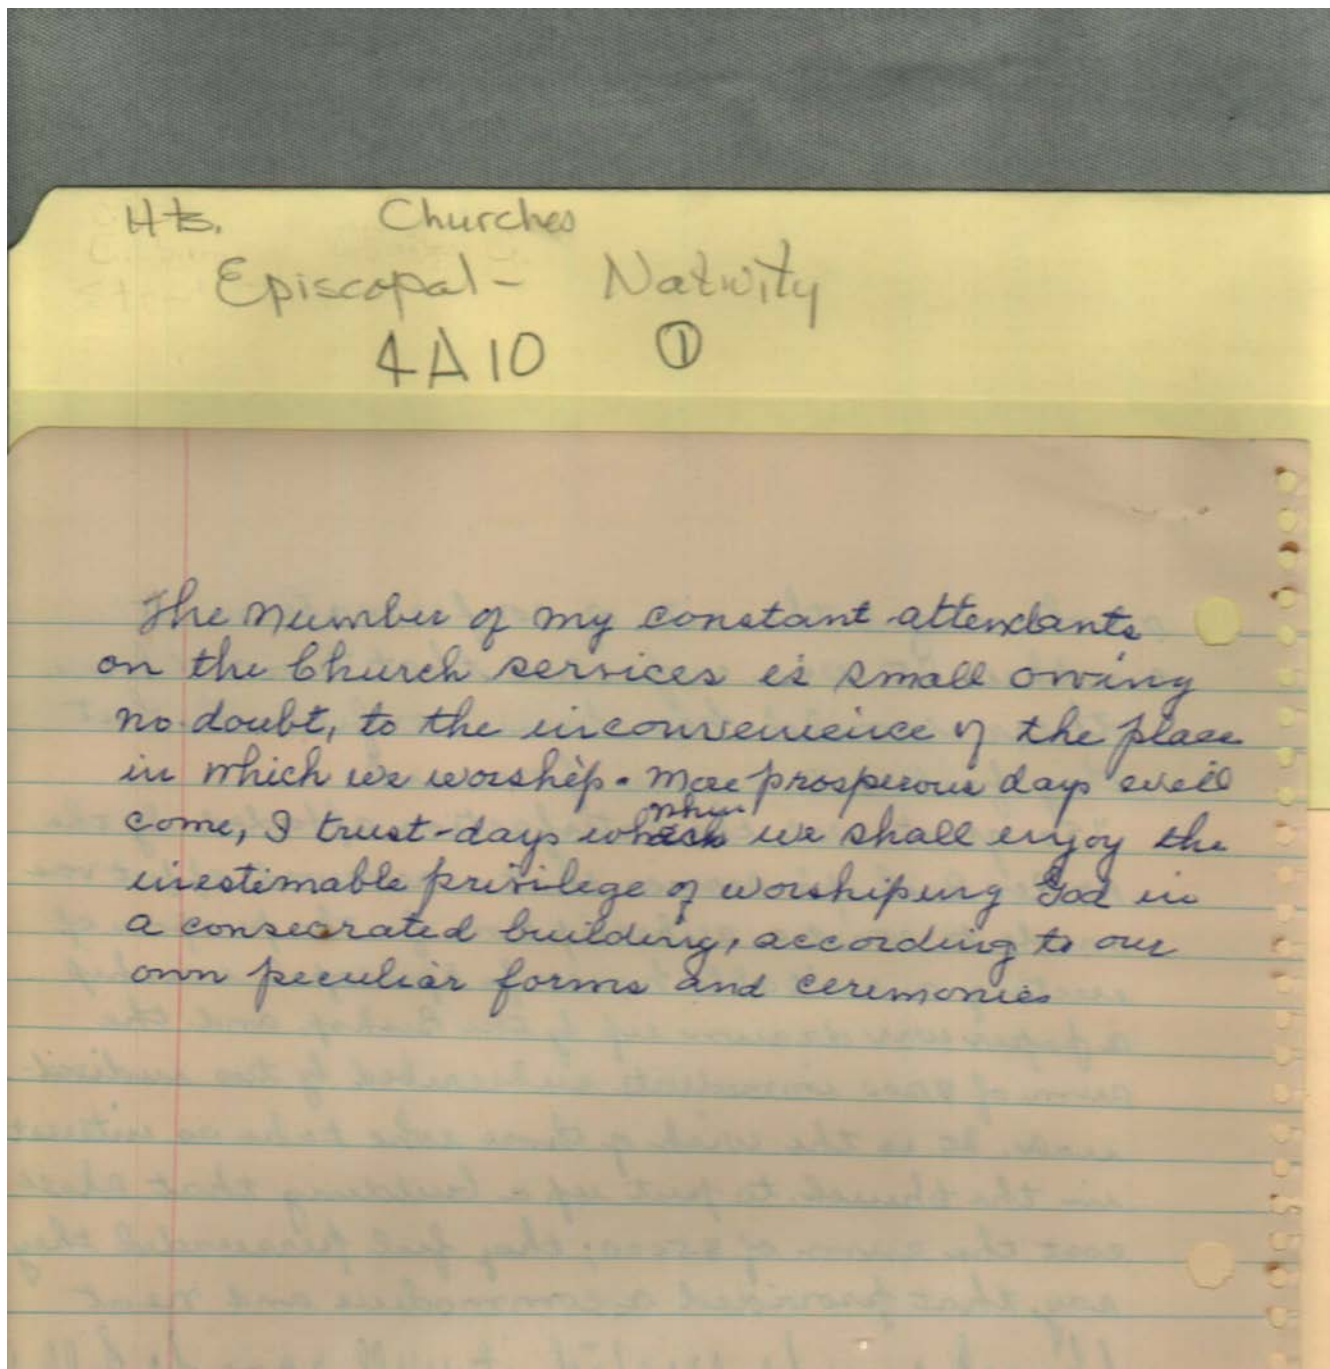 Hts. Churches
Episcopal - Nativity
4A10 ①
The number of my constant attendants
on the Church services is small owing
no doubt, to the inconvenience of the place
in which we worship. More prosperous days will
come, I trust-days when we shall enjoy the
inestimable privilege of worshiping God in
a consecrated building, according to our
own peculiar forms and ceremonies